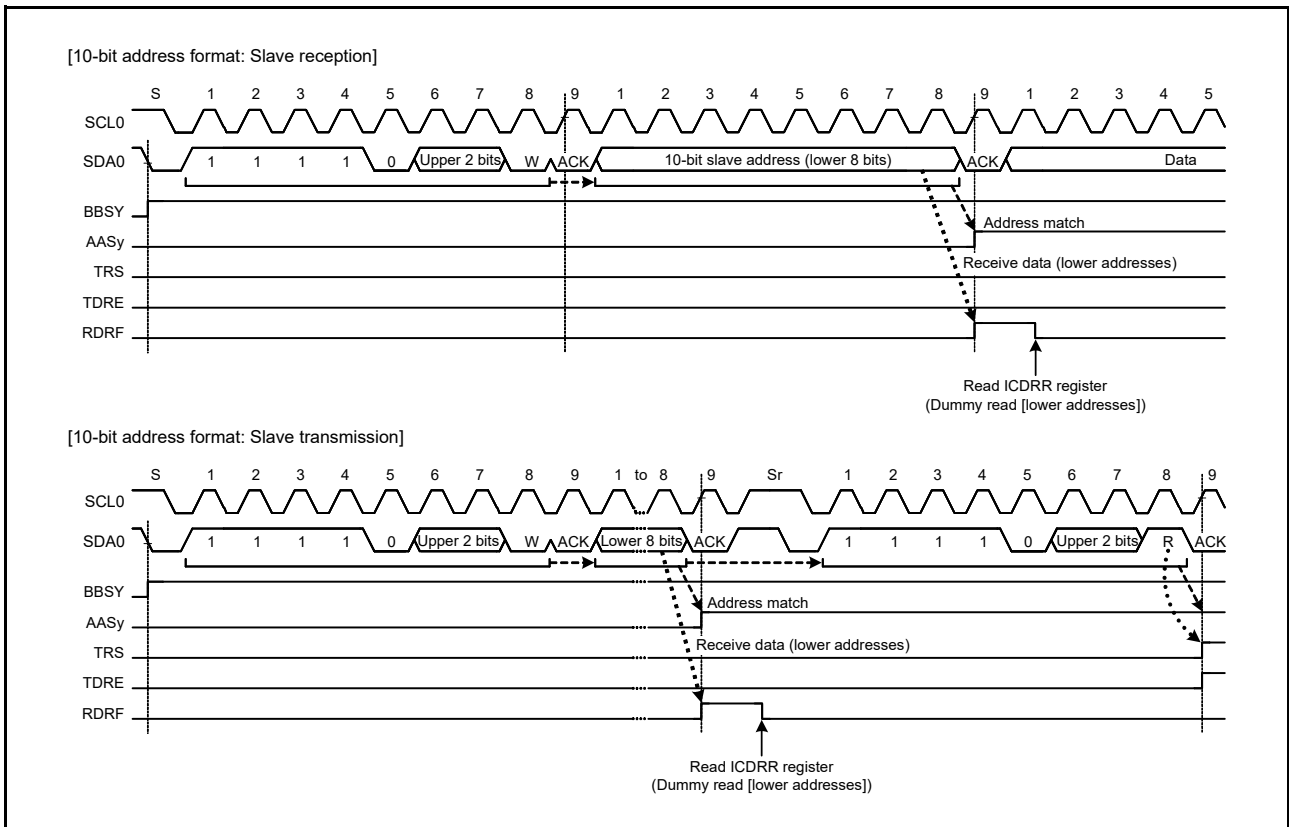 [10-bit address format: Slave reception]
S 1 2 3 4 5 6 7 8 9 1 2 3 4 5 6 7 8 9 1 2 3 4 5
SCL0
SDA0 1 1 1 1 0 Upper 2 bits W ACK 10-bit slave address (lower 8 bits) ACK Data
BBSY
Address match
AASy
Receive data (lower addresses)
TRS
TDRE
RDRF
Read ICDRR register
(Dummy read [lower addresses])
[10-bit address format: Slave transmission]
S 1 2 3 4 5 6 7 8 9 1 to 8 9 Sr 1 2 3 4 5 6 7 8 9
SCL0
SDA0 1 1 1 1 0 Upper 2 bits W ACK Lower 8 bits ACK 1 1 1 1 0 Upper 2 bits R ACK
BBSY
Address match
AASy
Receive data (lower addresses)
TRS
TDRE
RDRF
Read ICDRR register
(Dummy read [lower addresses])